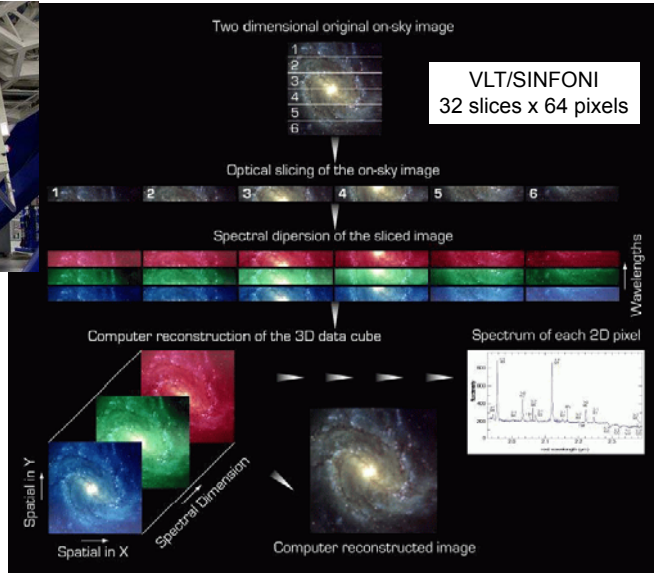 Two dimensional original on-sky image
1
2
3
4
5
6
VLT/SINFONI
32 slices x 64 pixels
Optical slicing of the on-sky image
1 2 3 4 5 6
Spectral dipersion of the sliced image
Wavelengths
Computer reconstruction of the 3D data cube
Spectrum of each 2D pixel
Spatial in Y
Spatial in X
Spectral Dimension
Computer reconstructed image